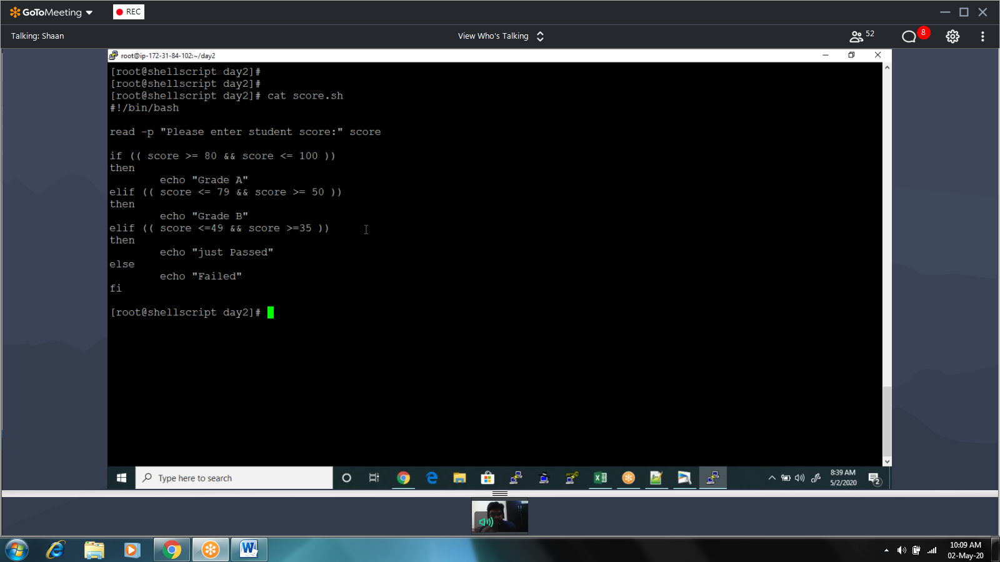 GoToMeeting
REC
Talking: Shaan
View Who's Talking
52
8
root@ip-172-31-84-102:~/day2
[root@shellscript day2]#
[root@shellscript day2]#
[root@shellscript day2]# cat score.sh
#!/bin/bash
read -p "Please enter student score:" score
if (( score >= 80 && score <= 100 ))
then
echo "Grade A"
elif (( score <= 79 && score >= 50 ))
then
echo "Grade B"
elif (( score <=49 && score >=35 ))
then
echo "just Passed"
else
echo "Failed"
fi
[root@shellscript day2]#
Type here to search
8:39 AM
5/2/2020
2
10:09 AM
02-May-20